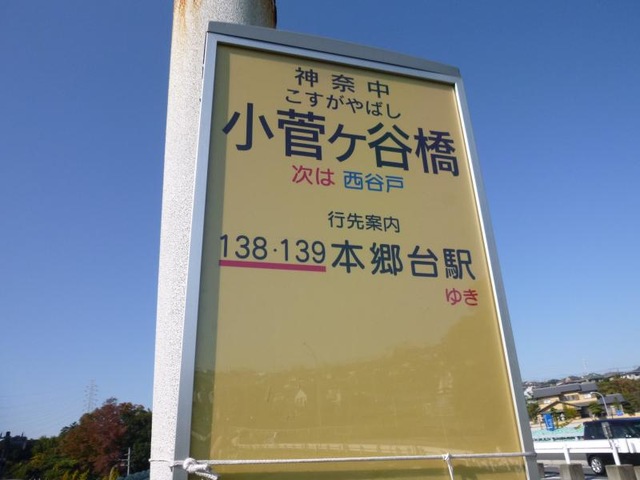 神奈中
こすがやばし
小菅ヶ谷橋
次は 西谷戸
行先案内
138・139 本郷台駅
ゆき